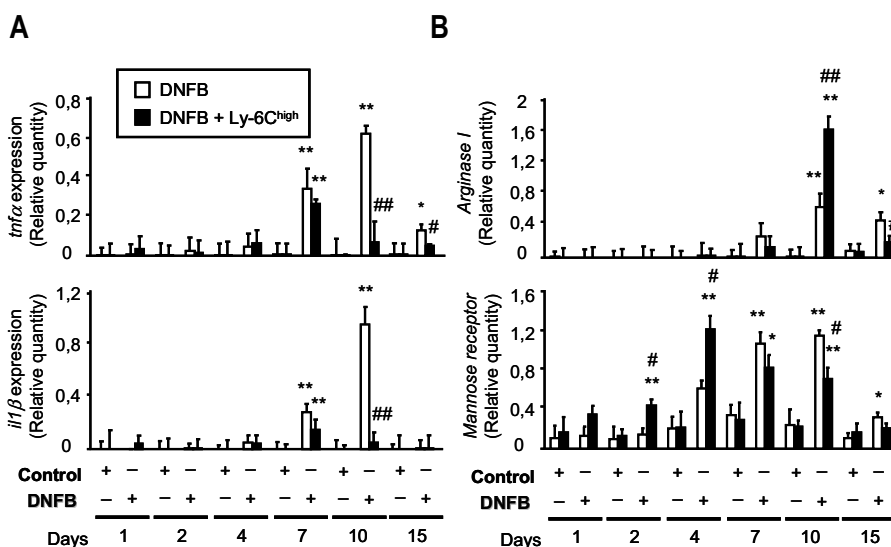 A
DNFB
DNFB + Ly-6Chigh
tnfα expression
(Relative quantity)
0,8
0,6
0,4
0,2
0
**
**
**
##
*
#
il1β expression
(Relative quantity)
1,2
0,8
0,4
0
**
**
**
##
Control + – + – + – + – + – + –
DNFB – + – + – + – + – + – +
Days 1 2 4 7 10 15
B
Arginase I
(Relative quantity)
2
1,6
1,2
0,4
0
**
##
**
*
Mannose receptor
(Relative quantity)
1,6
1,2
0,8
0,4
0
#
**
#
**
**
*
**
#
**
*
Control + – + – + – + – + – + –
DNFB – + – + – + – + – + – +
Days 1 2 4 7 10 15